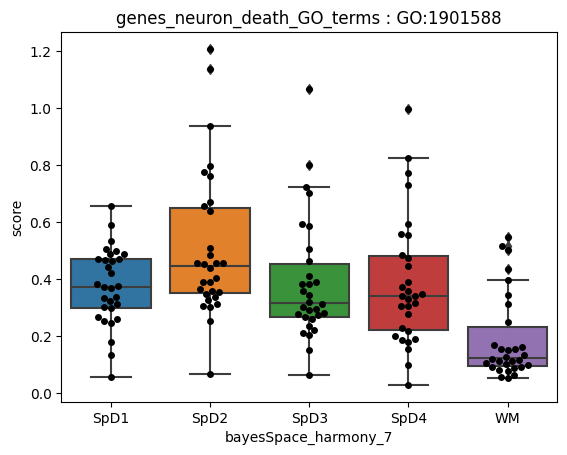 genes_neuron_death_GO_terms : GO:1901588
score
1.2
1.0
0.8
0.6
0.4
0.2
0.0
SpD1 SpD2 SpD3 SpD4 WM
bayesSpace_harmony_7